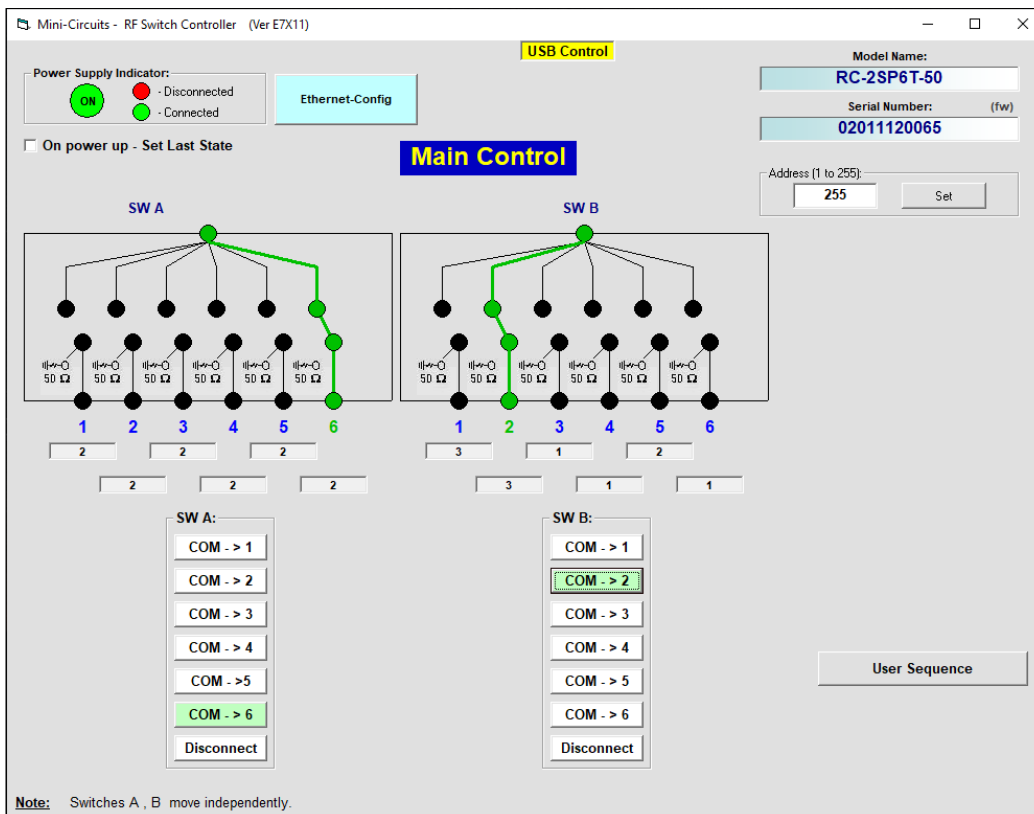 Mini-Circuits - RF Switch Controller (Ver E7X11)
USB Control
Power Supply Indicator:
ON
- Disconnected
- Connected
Ethernet-Config
Model Name:
RC-2SP6T-50
Serial Number: (fw)
02011120065
On power up - Set Last State
Main Control
Address (1 to 255):
255 Set
SW A
50 Ω 50 Ω 50 Ω 50 Ω 50 Ω 50 Ω
1 2 3 4 5 6
2 2 2
2 2 2
SW B
50 Ω 50 Ω 50 Ω 50 Ω 50 Ω 50 Ω
1 2 3 4 5 6
3 1 2
3 1 1
SW A:
COM - > 1
COM - > 2
COM - > 3
COM - > 4
COM - >5
COM - > 6
Disconnect
SW B:
COM - > 1
COM - > 2
COM - > 3
COM - > 4
COM - > 5
COM - > 6
Disconnect
User Sequence
Note: Switches A , B move independently.